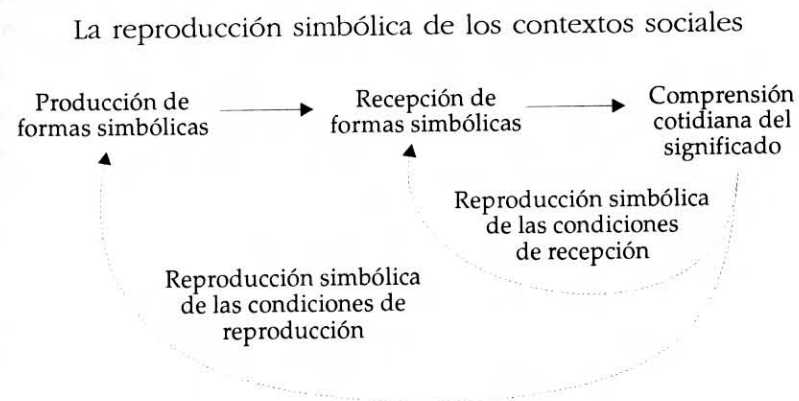 La reproducción simbólica de los contextos sociales
Producción de
formas simbólicas
Recepción de
formas simbólicas
Comprensión
cotidiana del
significado
Reproducción simbólica
de las condiciones
de recepción
Reproducción simbólica
de las condiciones de
reproducción